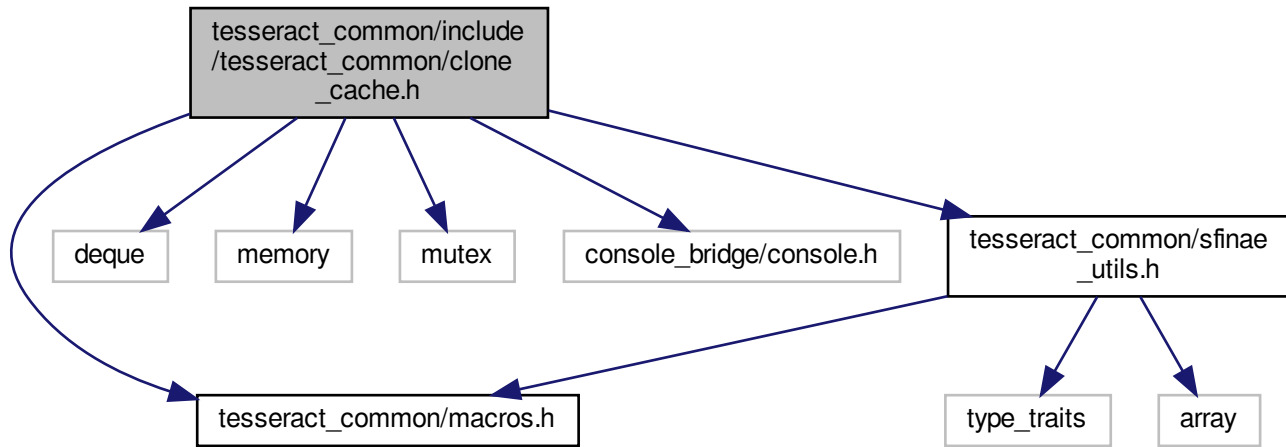 tesseract_common/include
/tesseract_common/clone
_cache.h
deque
memory
mutex
console_bridge/console.h
tesseract_common/sfinae
_utils.h
tesseract_common/macros.h
type_traits
array